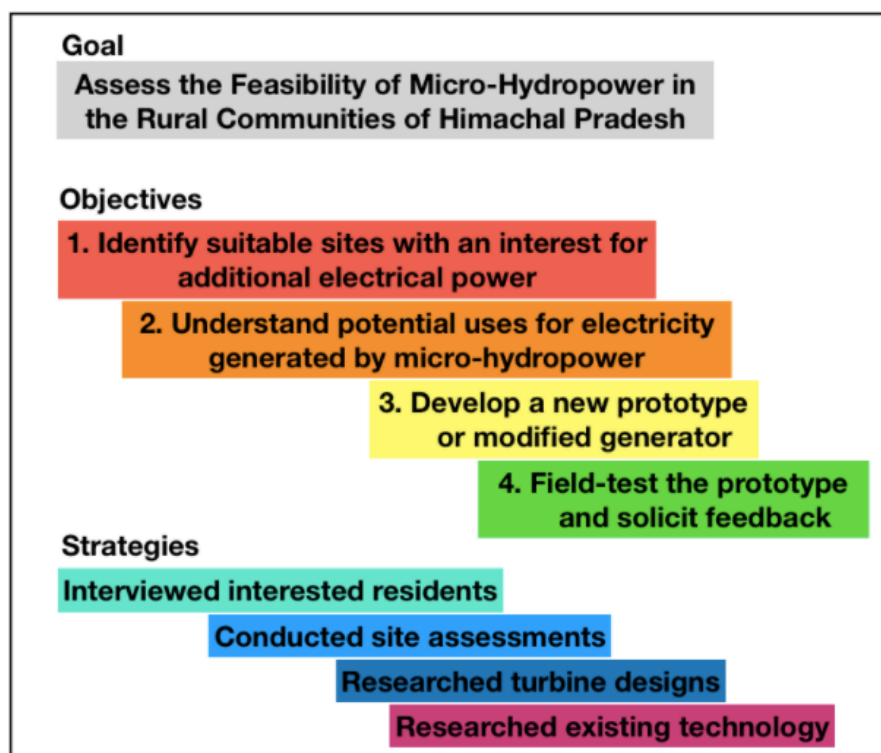 Goal
Assess the Feasibility of Micro-Hydropower in
the Rural Communities of Himachal Pradesh
Objectives
1. Identify suitable sites with an interest for
additional electrical power
2. Understand potential uses for electricity
generated by micro-hydropower
3. Develop a new prototype
or modified generator
4. Field-test the prototype
and solicit feedback
Strategies
Interviewed interested residents
Conducted site assessments
Researched turbine designs
Researched existing technology